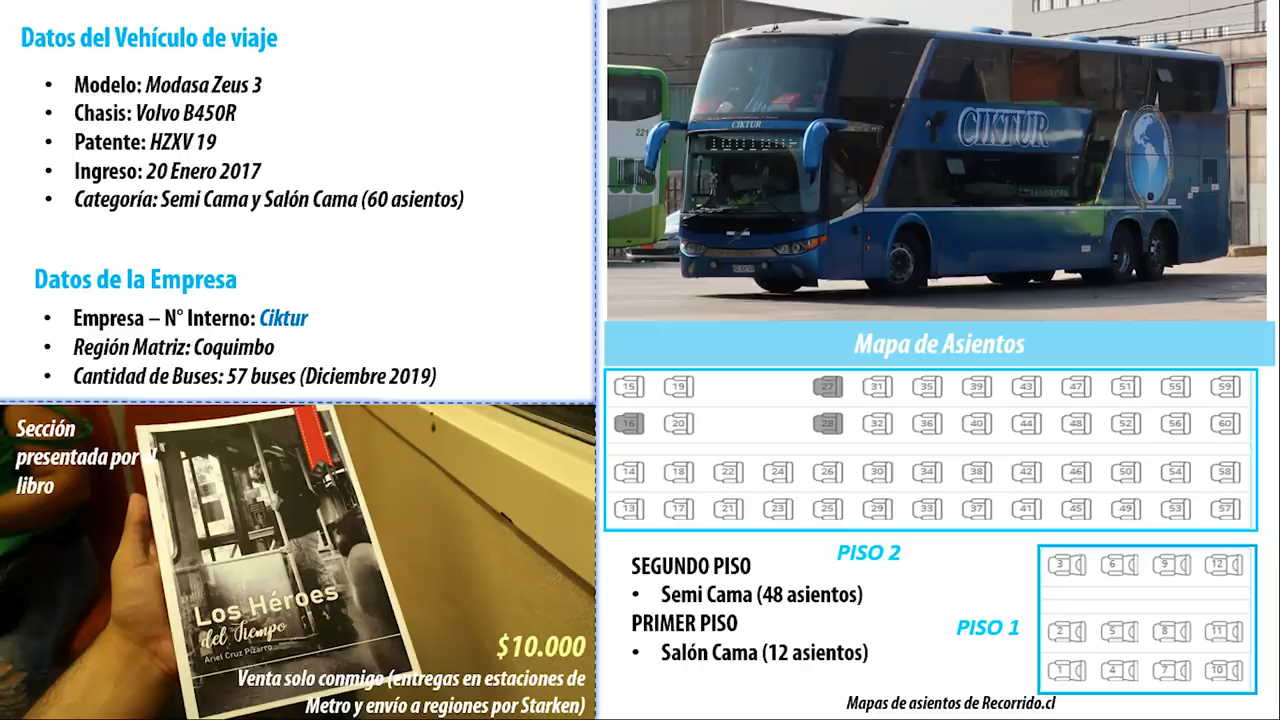 Datos del Vehículo de viaje
• Modelo: Modasa Zeus 3
• Chasis: Volvo B450R
• Patente: HZXV 19
• Ingreso: 20 Enero 2017
• Categoría: Semi Cama y Salón Cama (60 asientos)
Datos de la Empresa
• Empresa – N° Interno: Ciktur
• Región Matriz: Coquimbo
• Cantidad de Buses: 57 buses (Diciembre 2019)
Sección
presentada por el
libro
Los Héroes
del Tiempo
Ariel Cruz Pizarro
$10.000
Venta solo conmigo (entregas en estaciones de
Metro y envío a regiones por Starken)
CIKTUR
CIKTUR
Mapa de Asientos
15 19 27 31 35 39 43 47 51 55 59
16 20 28 32 36 40 44 48 52 56 60
14 18 22 24 26 30 34 38 42 46 50 54 58
13 17 21 23 25 29 33 37 41 45 49 53 57
PISO 2
SEGUNDO PISO
• Semi Cama (48 asientos)
PRIMER PISO
• Salón Cama (12 asientos)
PISO 1
3 6 9 12
2 5 8 11
1 4 7 10
Mapas de asientos de Recorrido.cl